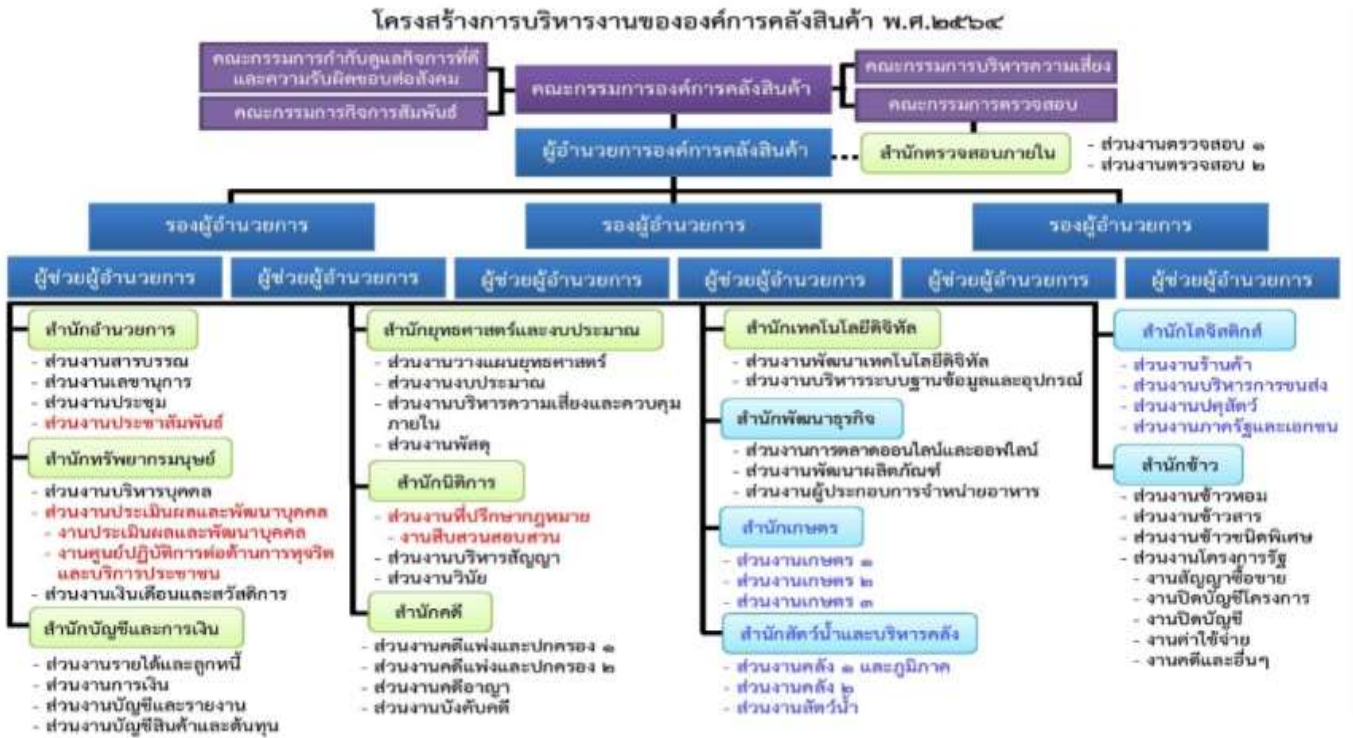 โครงสร้างการบริหารงานขององค์การคลังสินค้า พ.ศ.๒๕๖๔
คณะกรรมการกำกับดูแลกิจการที่ดี
และความรับผิดชอบต่อสังคม
คณะกรรมการกิจการสัมพันธ์
คณะกรรมการองค์การคลังสินค้า
คณะกรรมการบริหารความเสี่ยง
คณะกรรมการตรวจสอบ
ผู้อำนวยการองค์การคลังสินค้า
สำนักตรวจสอบภายใน
- ส่วนงานตรวจสอบ ๑
- ส่วนงานตรวจสอบ ๒
รองผู้อำนวยการ
รองผู้อำนวยการ
รองผู้อำนวยการ
ผู้ช่วยผู้อำนวยการ
ผู้ช่วยผู้อำนวยการ
ผู้ช่วยผู้อำนวยการ
ผู้ช่วยผู้อำนวยการ
ผู้ช่วยผู้อำนวยการ
ผู้ช่วยผู้อำนวยการ
สำนักอำนวยการ
- ส่วนงานสารบรรณ
- ส่วนงานเลขานุการ
- ส่วนงานประชุม
- ส่วนงานประชาสัมพันธ์
สำนักทรัพยากรมนุษย์
- ส่วนงานบริหารบุคคล
- ส่วนงานประเมินผลและพัฒนาบุคคล
- งานประเมินผลและพัฒนาบุคคล
- งานศูนย์ปฏิบัติการต่อต้านการทุจริต
และบริการประชาชน
- ส่วนงานเงินเดือนและสวัสดิการ
สำนักบัญชีและการเงิน
- ส่วนงานรายได้และลูกหนี้
- ส่วนงานการเงิน
- ส่วนงานบัญชีและรายงาน
- ส่วนงานบัญชีสินค้าและต้นทุน
สำนักยุทธศาสตร์และงบประมาณ
- ส่วนงานวางแผนยุทธศาสตร์
- ส่วนงานงบประมาณ
- ส่วนงานบริหารความเสี่ยงและควบคุม
ภายใน
- ส่วนงานพัสดุ
สำนักนิติการ
- ส่วนงานที่ปรึกษากฎหมาย
- งานสืบสวนสอบสวน
- ส่วนงานบริหารสัญญา
- ส่วนงานวินัย
สำนักคดี
- ส่วนงานคดีแพ่งและปกครอง ๑
- ส่วนงานคดีแพ่งและปกครอง ๒
- ส่วนงานคดีอาญา
- ส่วนงานบังคับคดี
สำนักเทคโนโลยีดิจิทัล
- ส่วนงานพัฒนาเทคโนโลยีดิจิทัล
- ส่วนงานบริหารระบบฐานข้อมูลและอุปกรณ์
สำนักพัฒนาธุรกิจ
- ส่วนงานการตลาดออนไลน์และออฟไลน์
- ส่วนงานพัฒนาผลิตภัณฑ์
- ส่วนงานผู้ประกอบการจำหน่ายอาหาร
สำนักเกษตร
- ส่วนงานเกษตร ๑
- ส่วนงานเกษตร ๒
- ส่วนงานเกษตร ๓
สำนักสัตว์น้ำและบริหารคลัง
- ส่วนงานคลัง ๑ และภูมิภาค
- ส่วนงานคลัง ๒
- ส่วนงานสัตว์น้ำ
สำนักโลจิสติกส์
- ส่วนงานร้านค้า
- ส่วนงานบริหารการขนส่ง
- ส่วนงานปศุสัตว์
- ส่วนงานภาครัฐและเอกชน
สำนักข้าว
- ส่วนงานข้าวหอม
- ส่วนงานข้าวสาร
- ส่วนงานข้าวชนิดพิเศษ
- ส่วนงานโครงการรัฐ
- งานสัญญาซื้อขาย
- งานปิดบัญชีโครงการ
- งานปิดบัญชี
- งานค่าใช้จ่าย
- งานคดีและอื่นๆ